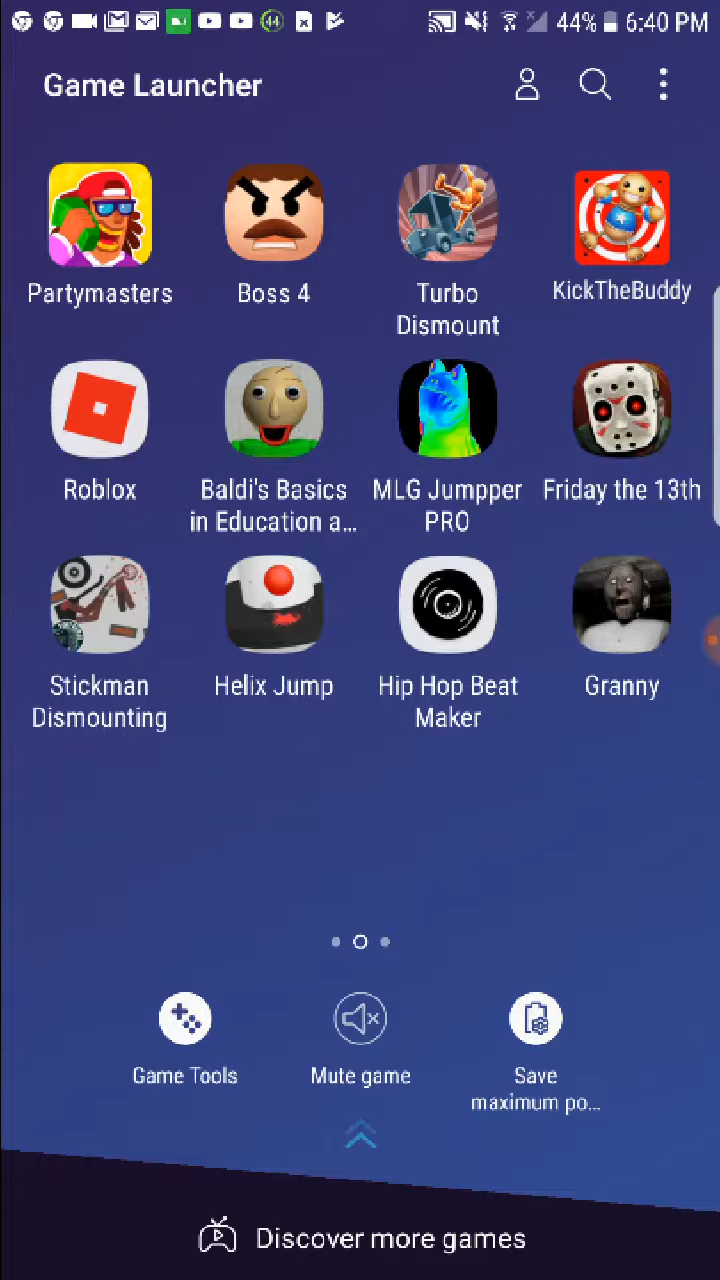 44 44% 6:40 PM
Game Launcher
Partymasters
Boss 4
Turbo
Dismount
KickTheBuddy
Roblox
Baldi's Basics
in Education a...
MLG Jumpper
PRO
Friday the 13th
Stickman
Dismounting
Helix Jump
Hip Hop Beat
Maker
Granny
Game Tools
Mute game
Save
maximum po...
Discover more games